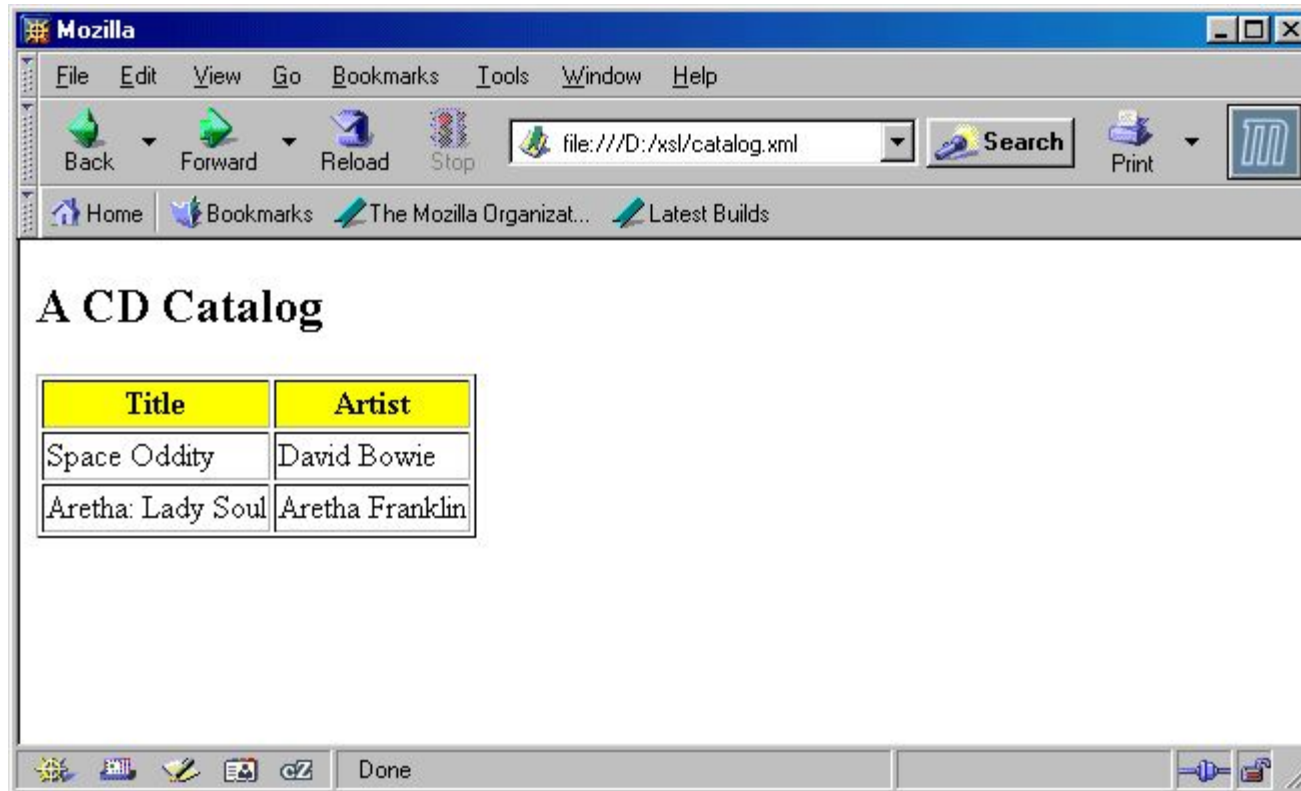 Mozilla
File Edit View Go Bookmarks Tools Window Help
Back Forward Reload Stop file:///D:/xsl/catalog.xml Search Print
Home Bookmarks The Mozilla Organizat... Latest Builds
A CD Catalog
Title Artist
Space Oddity David Bowie
Aretha: Lady Soul Aretha Franklin
cZ Done